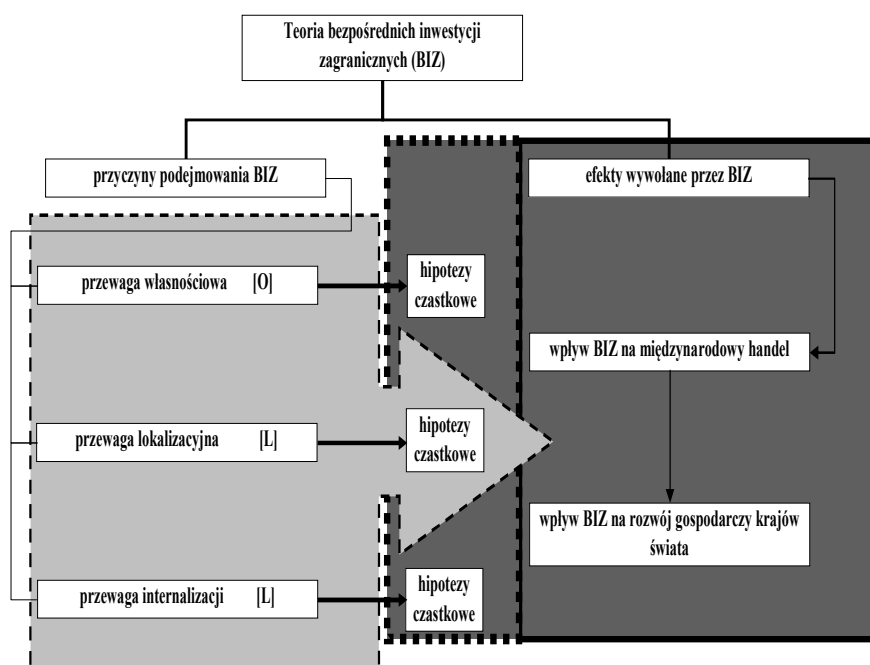 Teoria bezpośrednich inwestycji
zagranicznych (BIZ)
przyczyny podejmowania BIZ
efekty wywołane przez BIZ
przewaga własnościowa [O]
hipotezy
czastkowe
wpływ BIZ na międzynarodowy handel
przewaga lokalizacyjna [L]
hipotezy
czastkowe
wpływ BIZ na rozwój gospodarczy krajów
świata
przewaga internalizacji [L]
hipotezy
czastkowe